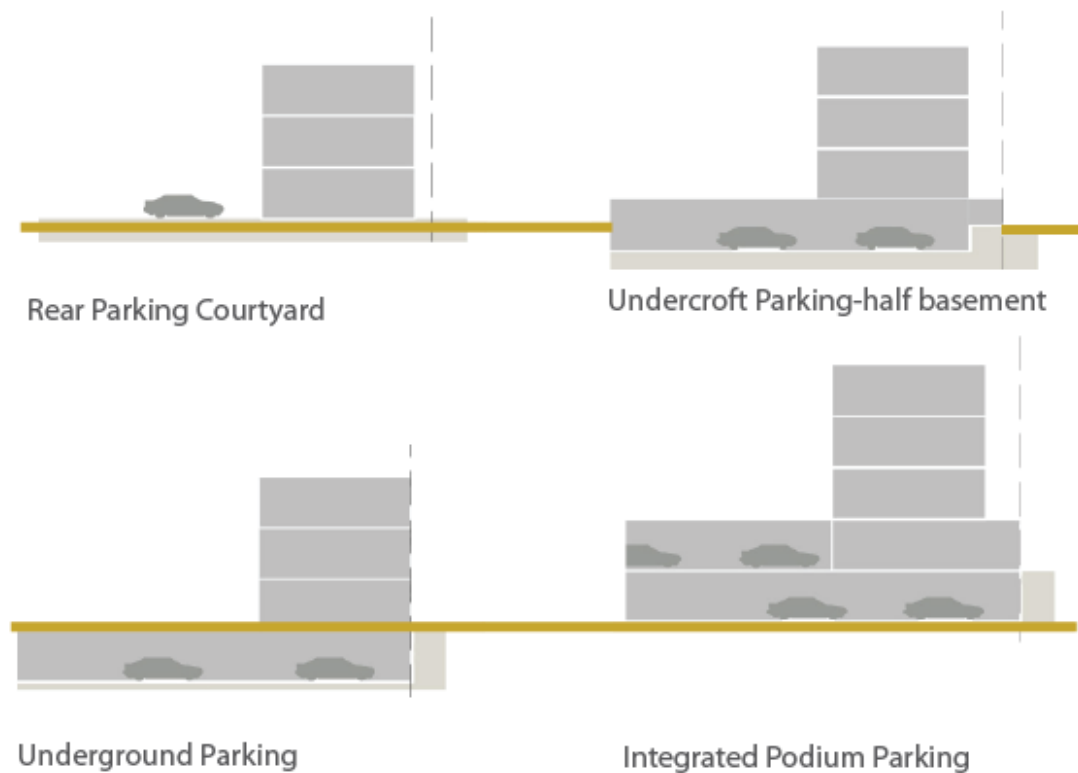 Rear Parking Courtyard
Undercroft Parking-half basement
Underground Parking
Integrated Podium Parking